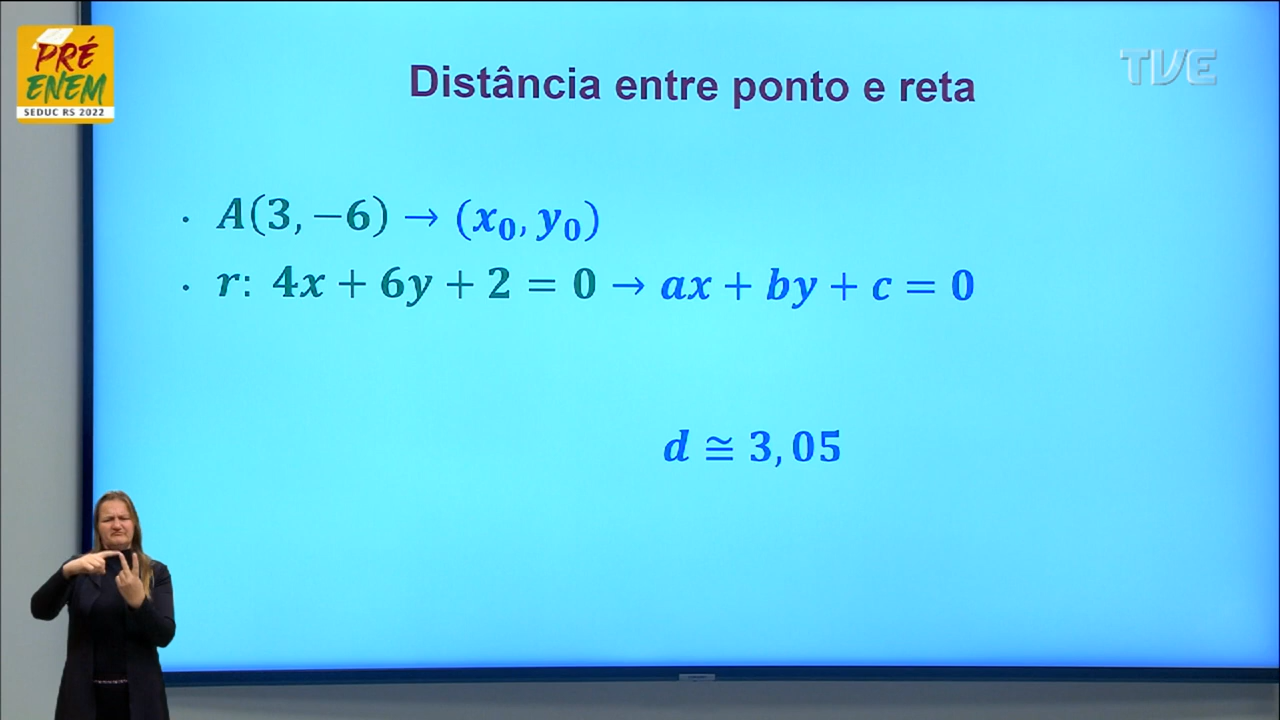 PRÉ
ENEM
SEDUC RS 2022
TVE
Distância entre ponto e reta
· A(3, −6) → (x₀, y₀)
· r: 4x + 6y + 2 = 0 → ax + by + c = 0
d ≅ 3, 05